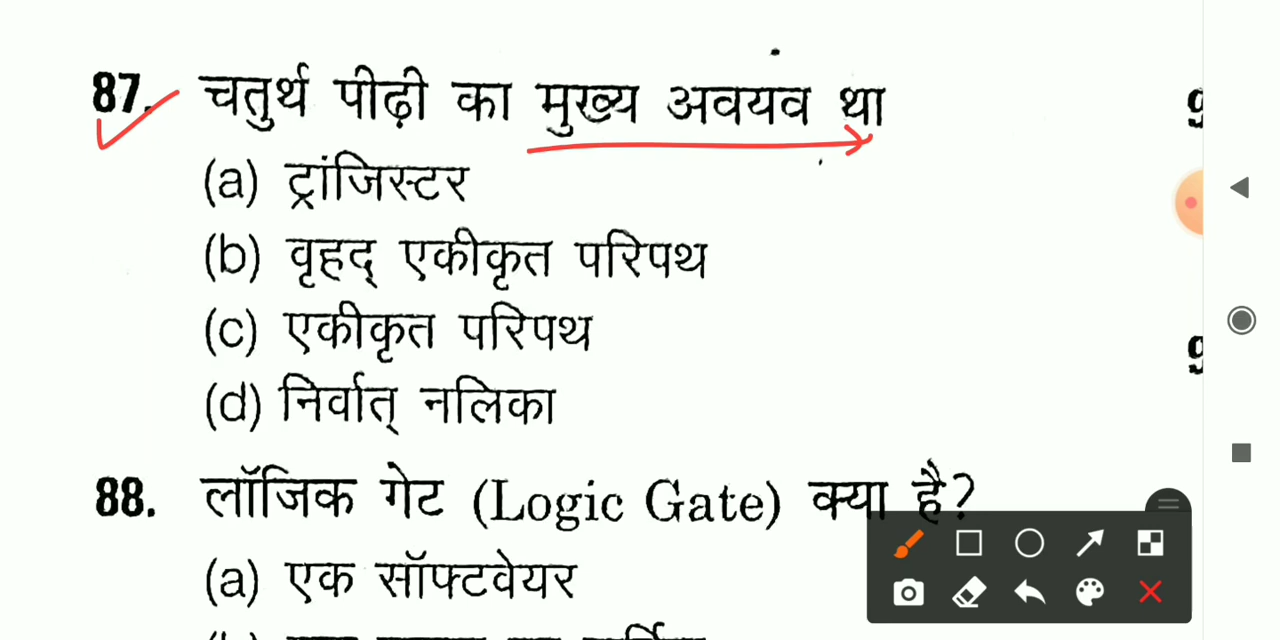 87. चतुर्थ पीढ़ी का मुख्य अवयव था
(a) ट्रांजिस्टर
(b) वृहद् एकीकृत परिपथ
(c) एकीकृत परिपथ
(d) निर्वात् नलिका
88. लॉजिक गेट (Logic Gate) क्या है?
(a) एक सॉफ्टवेयर